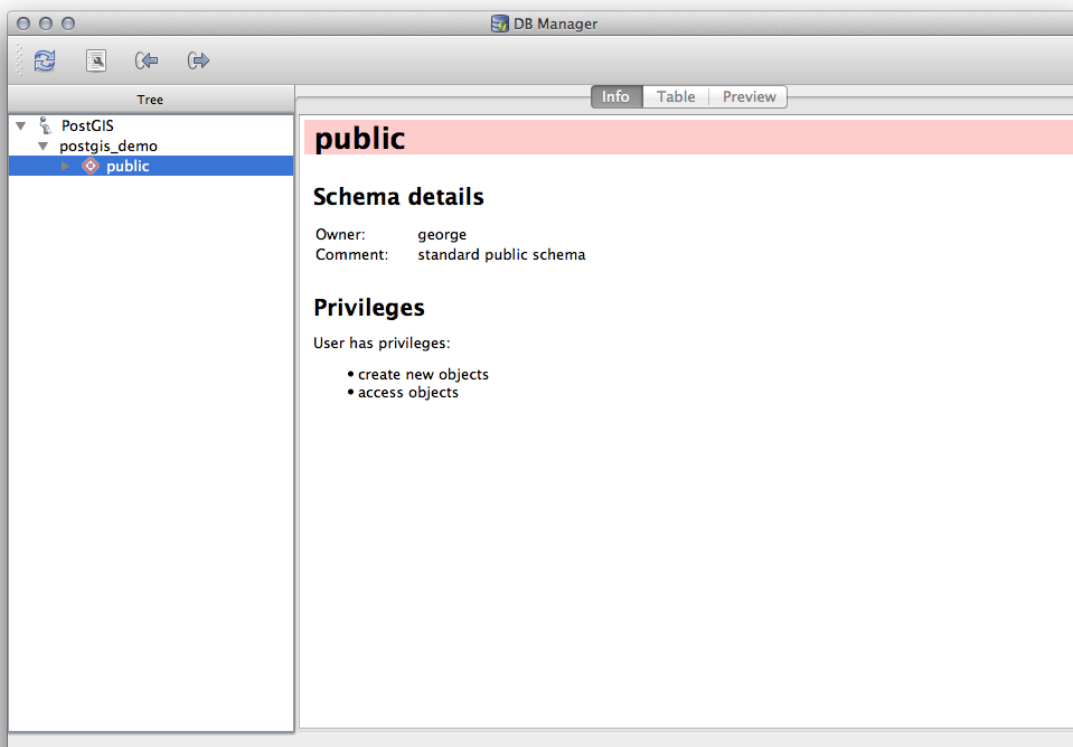 DB Manager
Tree
Info Table Preview
PostGIS
postgis_demo
public
public
Schema details
Owner: george
Comment: standard public schema
Privileges
User has privileges:
• create new objects
• access objects